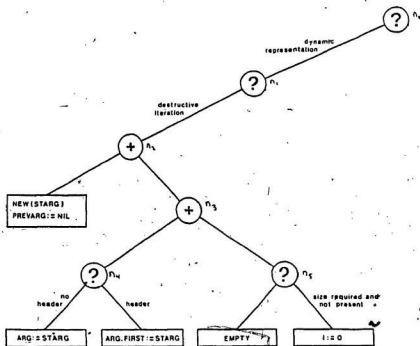 ?
dynamic
representation
? n₁
destructive
iteration
+ n₂
NEW(STARG)
PREVARG:=NIL
+ n₃
? n₄
? n₅
no
header
header
size required and
not present
ARG:=STARG
ARG.FIRST:=STARG
EMPTY
I:=0